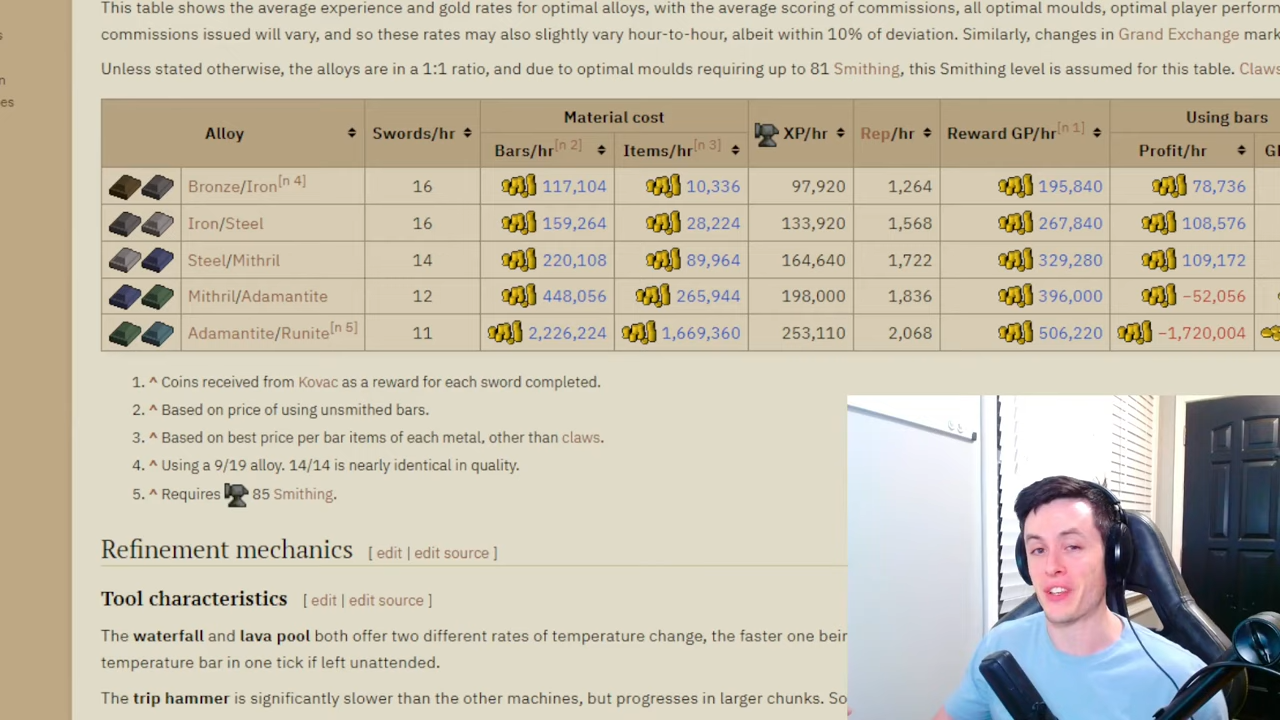 s
n
es
This table shows the average experience and gold rates for optimal alloys, with the average scoring of commissions, all optimal moulds, optimal player perform
commissions issued will vary, and so these rates may also slightly vary hour-to-hour, albeit within 10% of deviation. Similarly, changes in Grand Exchange mark
Unless stated otherwise, the alloys are in a 1:1 ratio, and due to optimal moulds requiring up to 81 Smithing, this Smithing level is assumed for this table. Claws
Alloy Swords/hr Material cost XP/hr Rep/hr Reward GP/hr[n 1] Using bars
Bars/hr[n 2] Items/hr[n 3] Profit/hr G
Bronze/Iron[n 4] 16 117,104 10,336 97,920 1,264 195,840 78,736
Iron/Steel 16 159,264 28,224 133,920 1,568 267,840 108,576
Steel/Mithril 14 220,108 89,964 164,640 1,722 329,280 109,172
Mithril/Adamantite 12 448,056 265,944 198,000 1,836 396,000 −52,056
Adamantite/Runite[n 5] 11 2,226,224 1,669,360 253,110 2,068 506,220 −1,720,004
1. ^ Coins received from Kovac as a reward for each sword completed.
2. ^ Based on price of using unsmithed bars.
3. ^ Based on best price per bar items of each metal, other than claws.
4. ^ Using a 9/19 alloy. 14/14 is nearly identical in quality.
5. ^ Requires 85 Smithing.
Refinement mechanics [ edit | edit source ]
Tool characteristics [ edit | edit source ]
The waterfall and lava pool both offer two different rates of temperature change, the faster one bein
temperature bar in one tick if left unattended.
The trip hammer is significantly slower than the other machines, but progresses in larger chunks. So